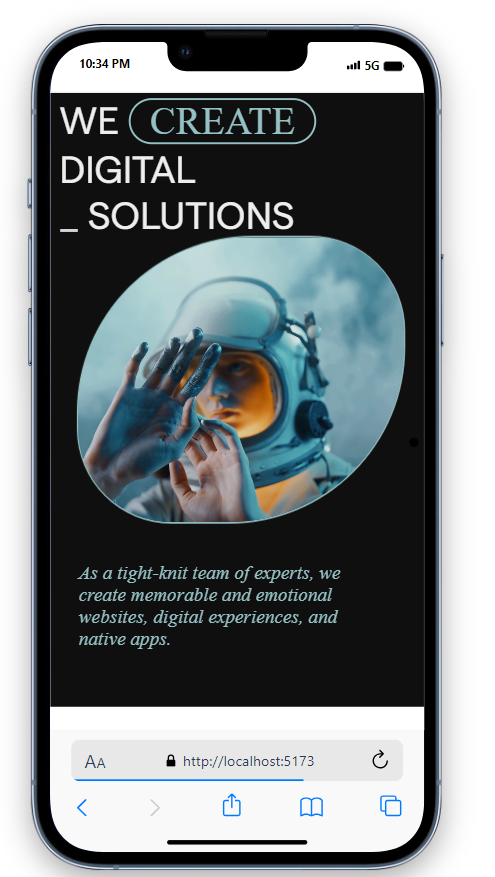 10:34 PM 5G
WE CREATE
DIGITAL
_ SOLUTIONS
As a tight-knit team of experts, we
create memorable and emotional
websites, digital experiences, and
native apps.
AA http://localhost:5173